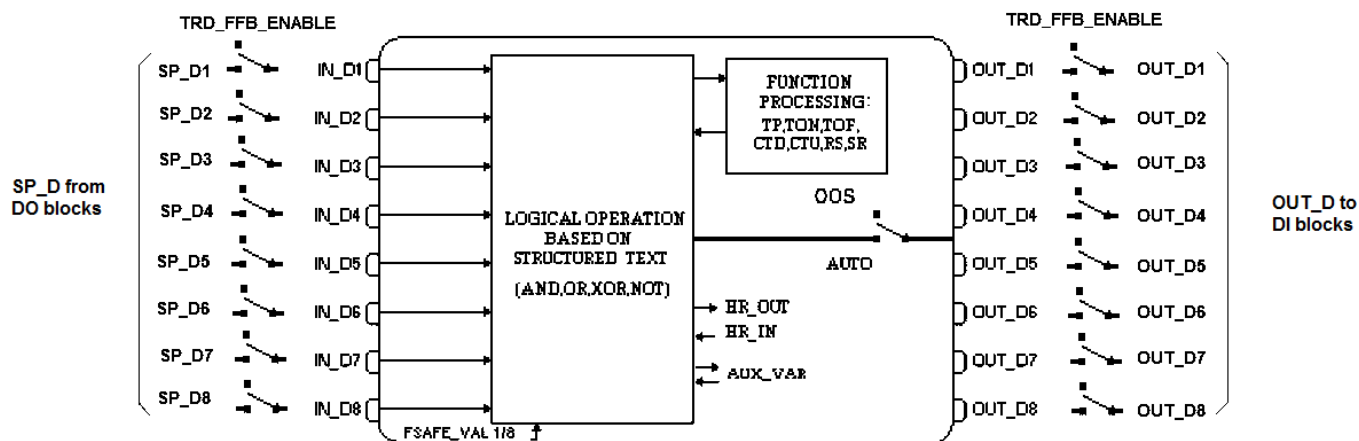 TRD_FFB_ENABLE
TRD_FFB_ENABLE
SP_D1
IN_D1
OUT_D1
OUT_D1
SP_D2
IN_D2
OUT_D2
OUT_D2
SP_D3
IN_D3
OUT_D3
OUT_D3
SP_D4
IN_D4
OUT_D4
OUT_D4
SP_D5
IN_D5
OUT_D5
OUT_D5
SP_D6
IN_D6
OUT_D6
OUT_D6
SP_D7
IN_D7
OUT_D7
OUT_D7
SP_D8
IN_D8
OUT_D8
OUT_D8
SP_D from
DO blocks
LOGICAL OPERATION
BASED ON
STRUCTURED TEXT
(AND,OR,XOR,NOT)
FUNCTION
PROCESSING:
TP,TON,TOF,
CTD,CTU,RS,SR
OOS
AUTO
HR_OUT
HR_IN
AUX_VAR
FSAFE_VAL 1/8
OUT_D to
DI blocks